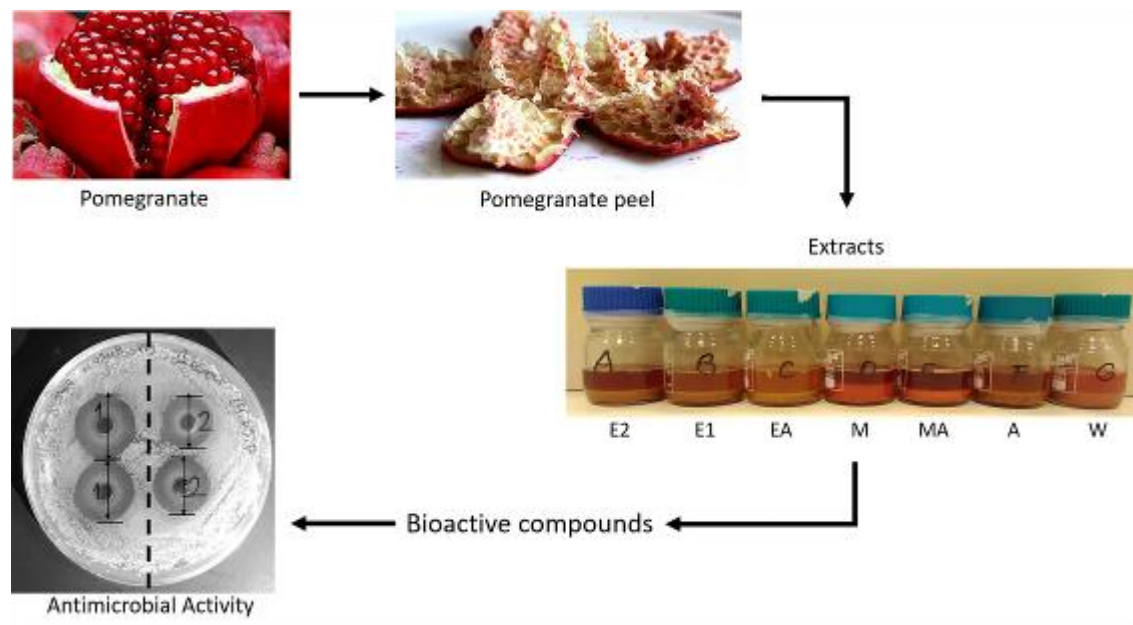 Pomegranate
Pomegranate peel
Extracts
A B C D E F G
E2 E1 EA M MA A W
1 2
1 2
Bioactive compounds
Antimicrobial Activity